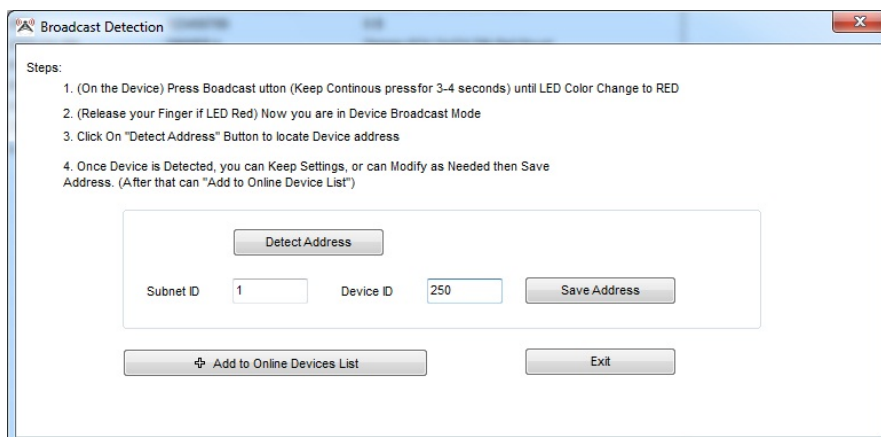 Broadcast Detection
Steps:
1. (On the Device) Press Boadcast utton (Keep Continous press for 3-4 seconds) until LED Color Change to RED
2. (Release your Finger if LED Red) Now you are in Device Broadcast Mode
3. Click On "Detect Address" Button to locate Device address
4. Once Device is Detected, you can Keep Settings, or can Modify as Needed then Save
Address. (After that can "Add to Online Device List")
Detect Address
Subnet ID 1 Device ID 250 Save Address
Add to Online Devices List Exit